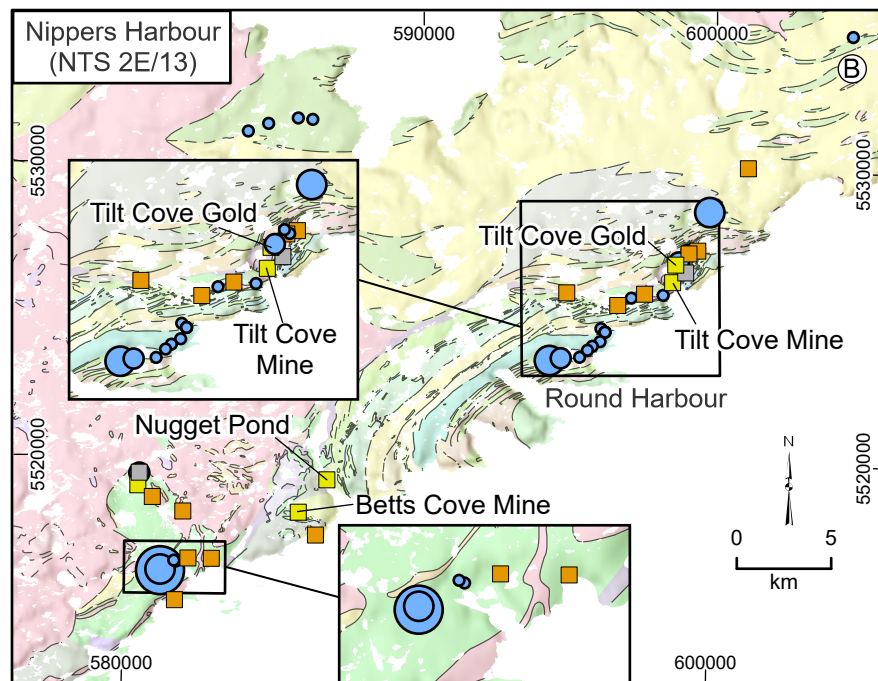 Nippers Harbour
(NTS 2E/13)
590000
600000
B
5530000
5530000
Tilt Cove Gold
Tilt Cove
Mine
Tilt Cove Gold
Tilt Cove Mine
Round Harbour
Nugget Pond
Betts Cove Mine
5520000
5520000
N
0 5
km
580000
600000